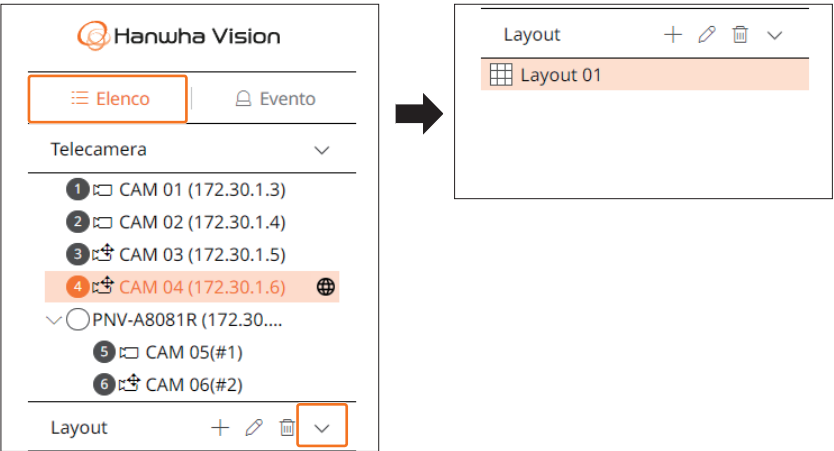 Hanwha Vision
Elenco
Evento
Telecamera
1 CAM 01 (172.30.1.3)
2 CAM 02 (172.30.1.4)
3 CAM 03 (172.30.1.5)
4 CAM 04 (172.30.1.6)
PNV-A8081R (172.30....
5 CAM 05(#1)
6 CAM 06(#2)
Layout
Layout
Layout 01